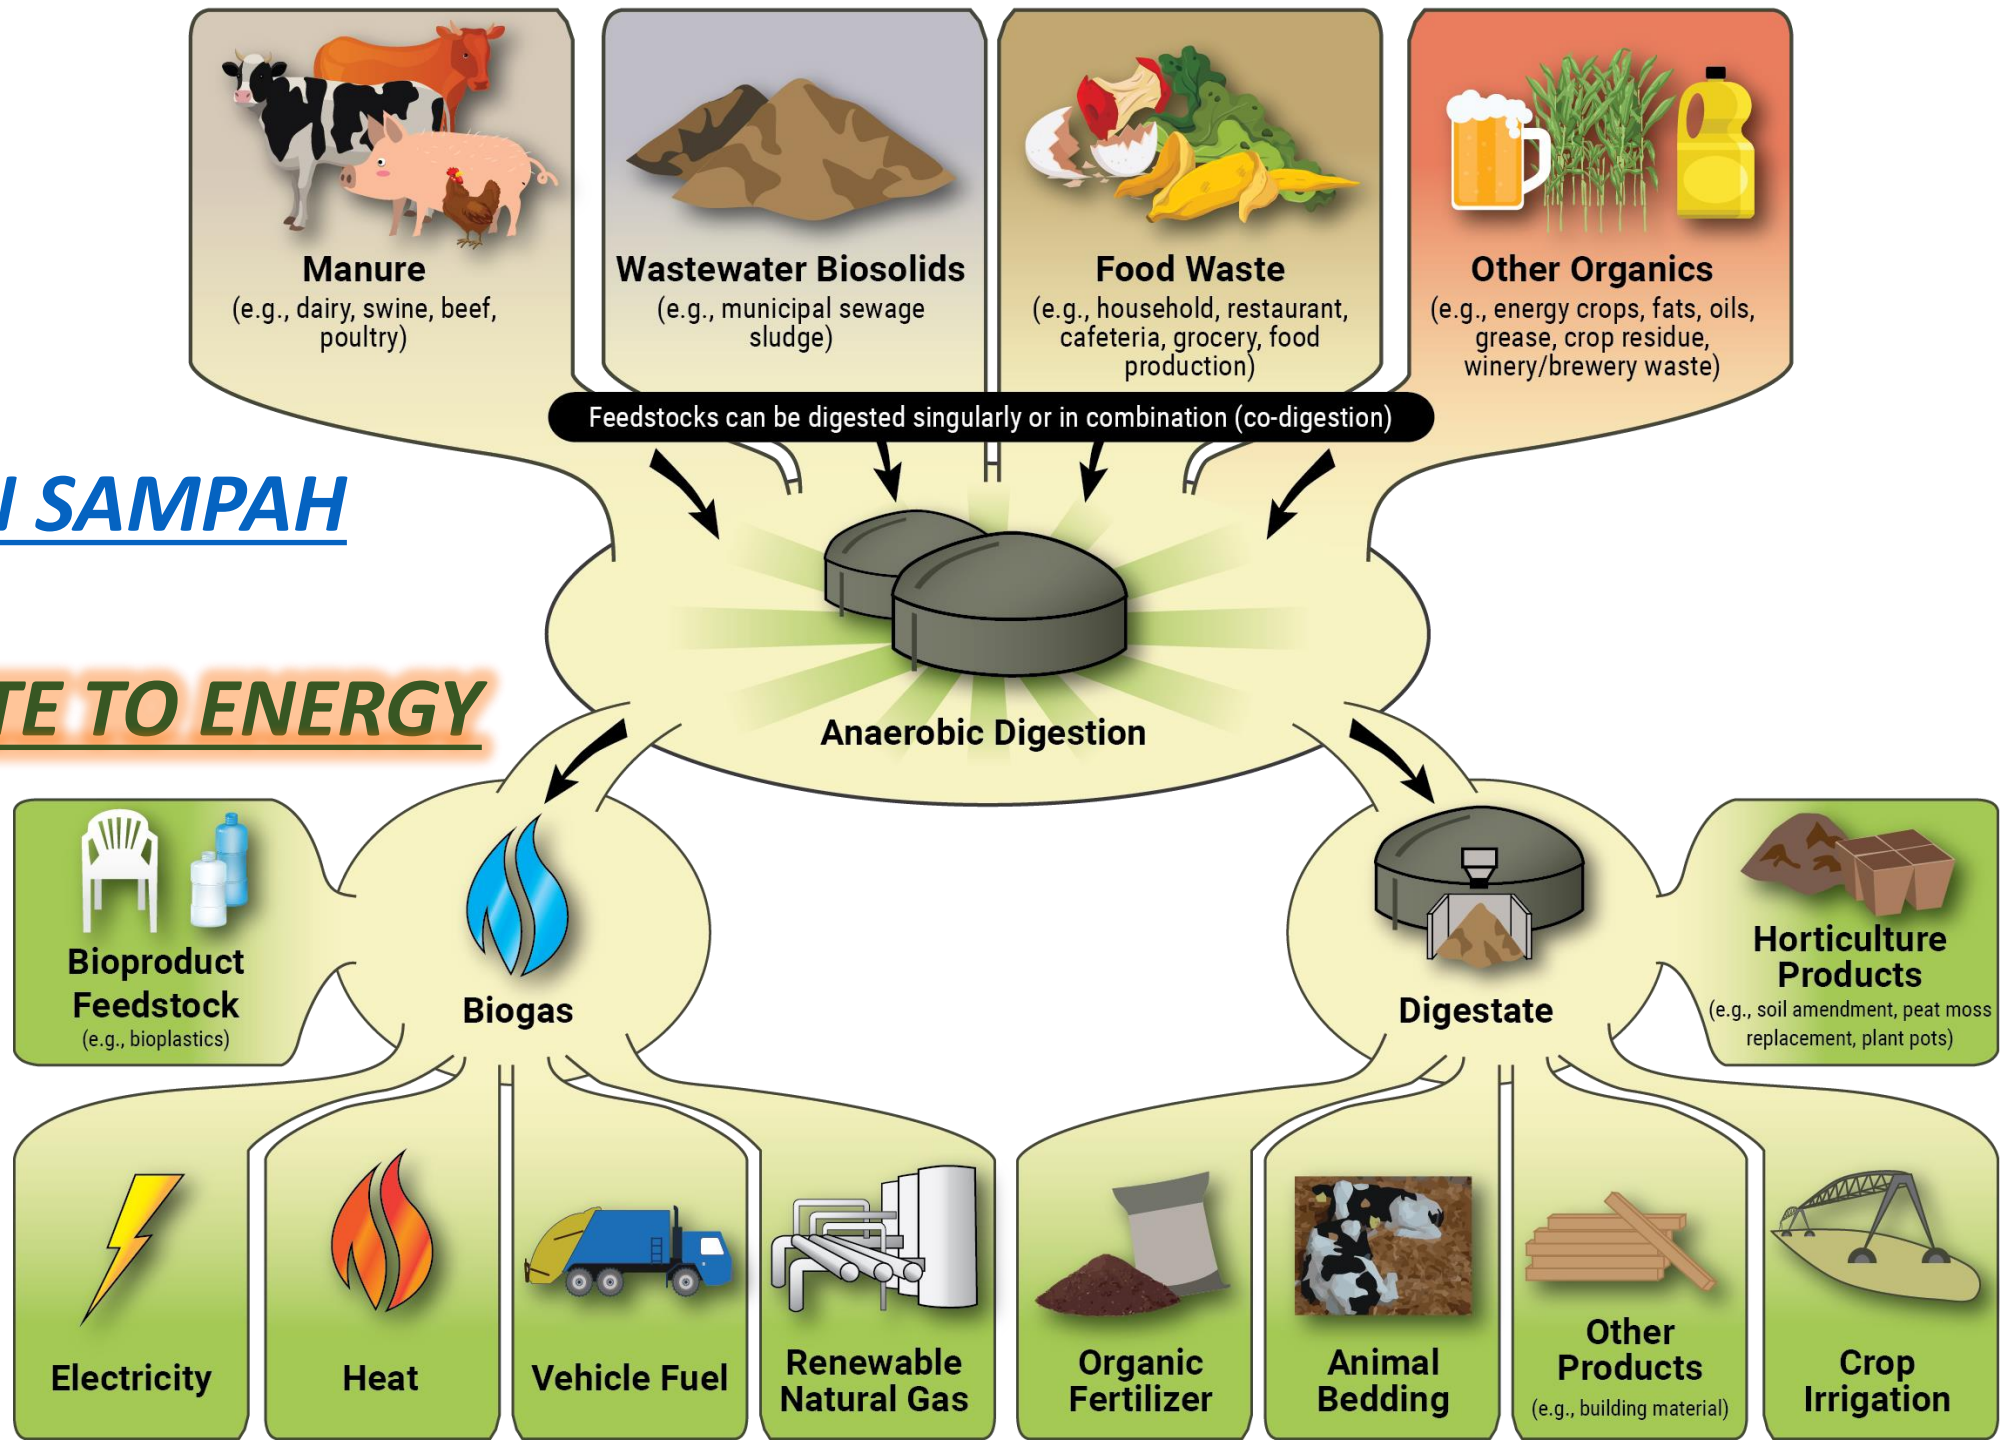 Manure
(e.g., dairy, swine, beef,
poultry)
Wastewater Biosolids
(e.g., municipal sewage
sludge)
Food Waste
(e.g., household, restaurant,
cafeteria, grocery, food
production)
Other Organics
(e.g., energy crops, fats, oils,
grease, crop residue,
winery/brewery waste)
Feedstocks can be digested singularly or in combination (co-digestion)
SAMPAH
TO ENERGY
Anaerobic Digestion
Bioproduct
Feedstock
(e.g., bioplastics)
Biogas
Digestate
Horticulture
Products
(e.g., soil amendment, peat moss
replacement, plant pots)
Electricity
Heat
Vehicle Fuel
Renewable
Natural Gas
Organic
Fertilizer
Animal
Bedding
Other
Products
(e.g., building material)
Crop
Irrigation